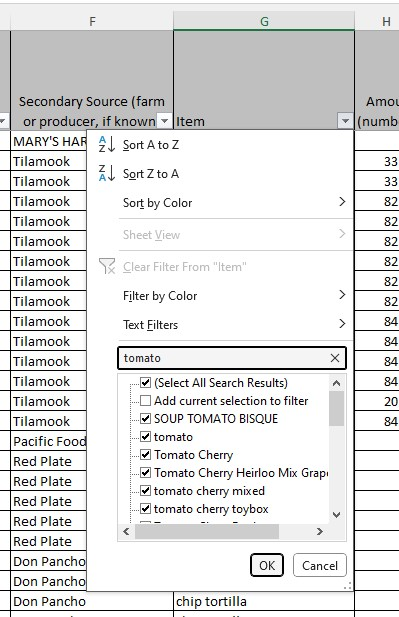 F G H
Secondary Source (farm
or producer, if known Item
Amou
(numb
MARY'S HAR
Tilamook
Tilamook 33
Tilamook 33
Tilamook 82
Tilamook 82
Tilamook 82
Tilamook 82
Tilamook 82
Tilamook 82
Tilamook 84
Tilamook 84
Tilamook 84
Tilamook 20
Tilamook 84
Pacific Food
Red Plate
Red Plate
Red Plate
Red Plate
Red Plate
Don Pancho
Don Pancho
Don Pancho chip tortilla
Sort A to Z
Sort Z to A
Sort by Color
Sheet View
Clear Filter From "Item"
Filter by Color
Text Filters
tomato
(Select All Search Results)
Add current selection to filter
SOUP TOMATO BISQUE
tomato
Tomato Cherry
Tomato Cherry Heirloo Mix Grape
tomato cherry mixed
tomato cherry toybox
OK Cancel